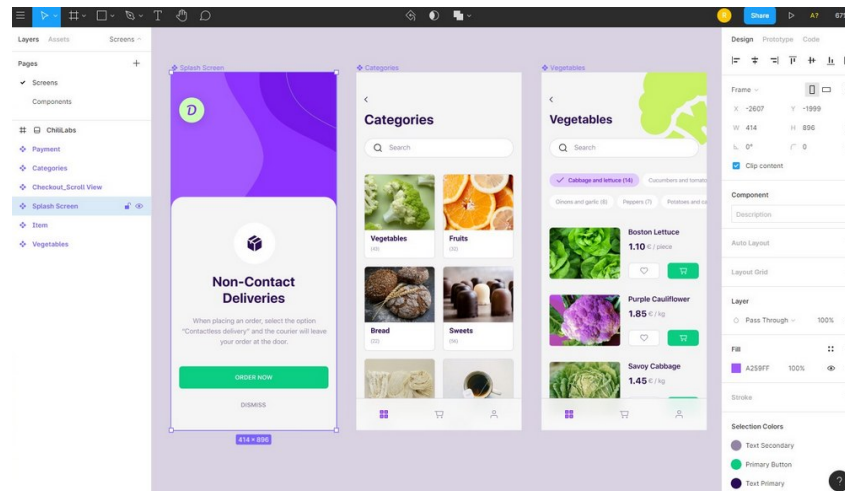 Share
A?
Layers Assets Screens
Pages
Screens
Components
ChiliLabs
Payment
Categories
Checkout_Scroll View
Splash Screen
Item
Vegetables
Splash Screen
D
Non-Contact
Deliveries
When placing an order, select the option
"Contactless delivery" and the courier will leave
your order at the door.
ORDER NOW
DISMISS
414 × 896
Categories
Categories
Search
Vegetables
(43)
Fruits
(32)
Bread
Sweets
Vegetables
Vegetables
Search
Cabbage and lettuce (14) Cucumbers and tomato
Onions and garlic (8) Peppers (7) Potatoes and ca
Boston Lettuce
1.10 € / piece
Purple Cauliflower
1.85 € / kg
Savoy Cabbage
1.45 € / kg
Design Prototype Code
Frame
X -2607 Y -1999
W 414 H 896
0° 0
Clip content
Component
Description
Auto Layout
Layout Grid
Layer
Pass Through 100%
Fill
A259FF 100%
Stroke
Selection Colors
Text Secondary
Primary Button
Text Primary
?